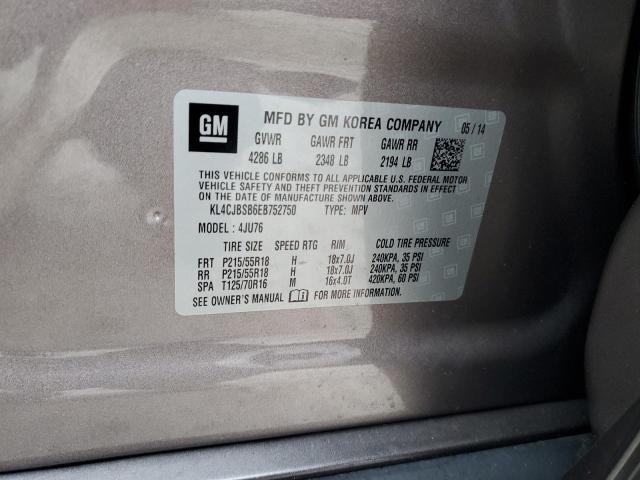 GM MFD BY GM KOREA COMPANY 05/14
GVWR GAWR FRT GAWR RR
4286 LB 2348 LB 2194 LB
THIS VEHICLE CONFORMS TO ALL APPLICABLE U.S. FEDERAL MOTOR
VEHICLE SAFETY AND THEFT PREVENTION STANDARDS IN EFFECT
ON THE DATE OF MANUFACTURE SHOWN ABOVE.
KL4CJBSB6EB752750 TYPE: MPV
MODEL : 4JU76
TIRE SIZE SPEED RTG RIM COLD TIRE PRESSURE
FRT P215/55R18 H 18x7.0J 240KPA, 35 PSI
RR P215/55R18 H 18x7.0J 240KPA, 35 PSI
SPA T125/70R16 M 16x4.0T 420KPA, 60 PSI
SEE OWNER'S MANUAL FOR MORE INFORMATION.